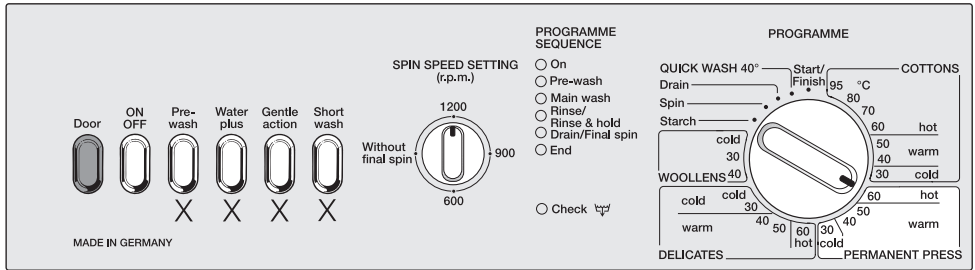 Door
ON
OFF
Pre-
wash
Water
plus
Gentle
action
Short
wash
X
X
X
X
MADE IN GERMANY
SPIN SPEED SETTING
(r.p.m.)
1200
Without
final spin
900
600
PROGRAMME
SEQUENCE
On
Pre-wash
Main wash
Rinse/
Rinse & hold
Drain/Final spin
End
Check
PROGRAMME
QUICK WASH 40°
Start/
Finish
COTTONS
Drain
Spin
Starch
95 °C
80
70
60 hot
50 warm
40
30 cold
cold
30
WOOLLENS 40
cold cold
30
warm 40
50
60
hot
DELICATES
60 hot
50
40 warm
30
cold
PERMANENT PRESS